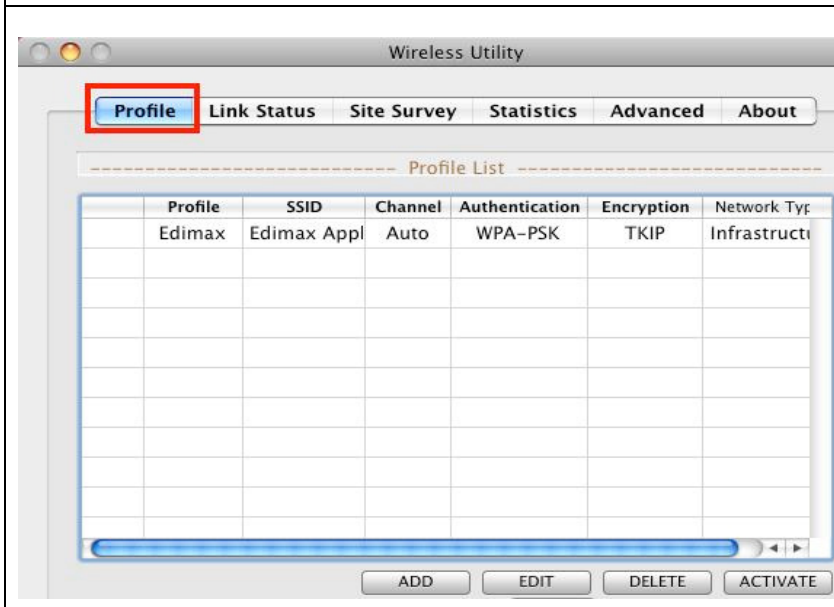 Wireless Utility
Profile Link Status Site Survey Statistics Advanced About
Profile List
Profile SSID Channel Authentication Encryption Network Typ
Edimax Edimax Appl Auto WPA-PSK TKIP Infrastructu
ADD EDIT DELETE ACTIVATE